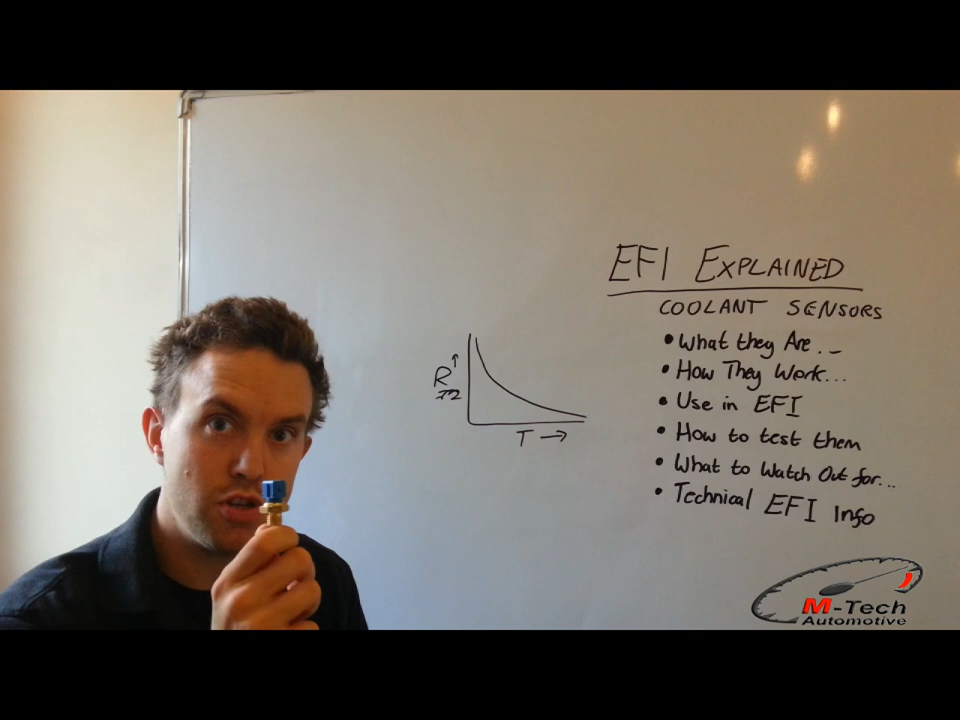 EFI EXPLAINED
COOLANT SENSORS
• What they Are...
• How They Work...
• Use in EFI
• How to test them
• What to Watch Out for...
• Technical EFI Info
R ↑
T →
M-Tech
Automotive